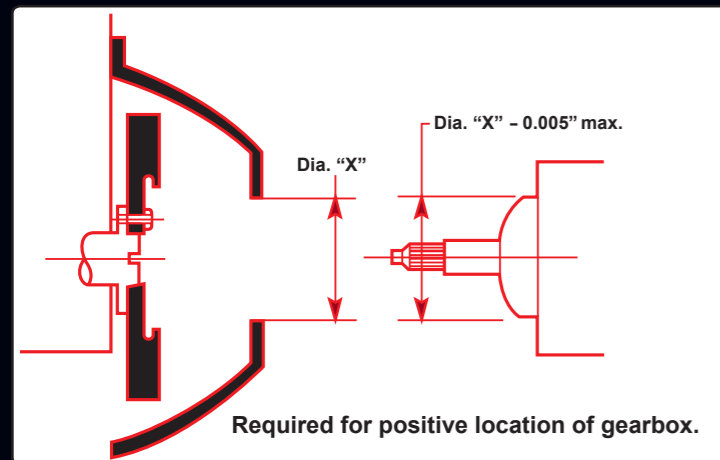 Dia. “X” – 0.005” max.
Dia. “X”
Required for positive location of gearbox.